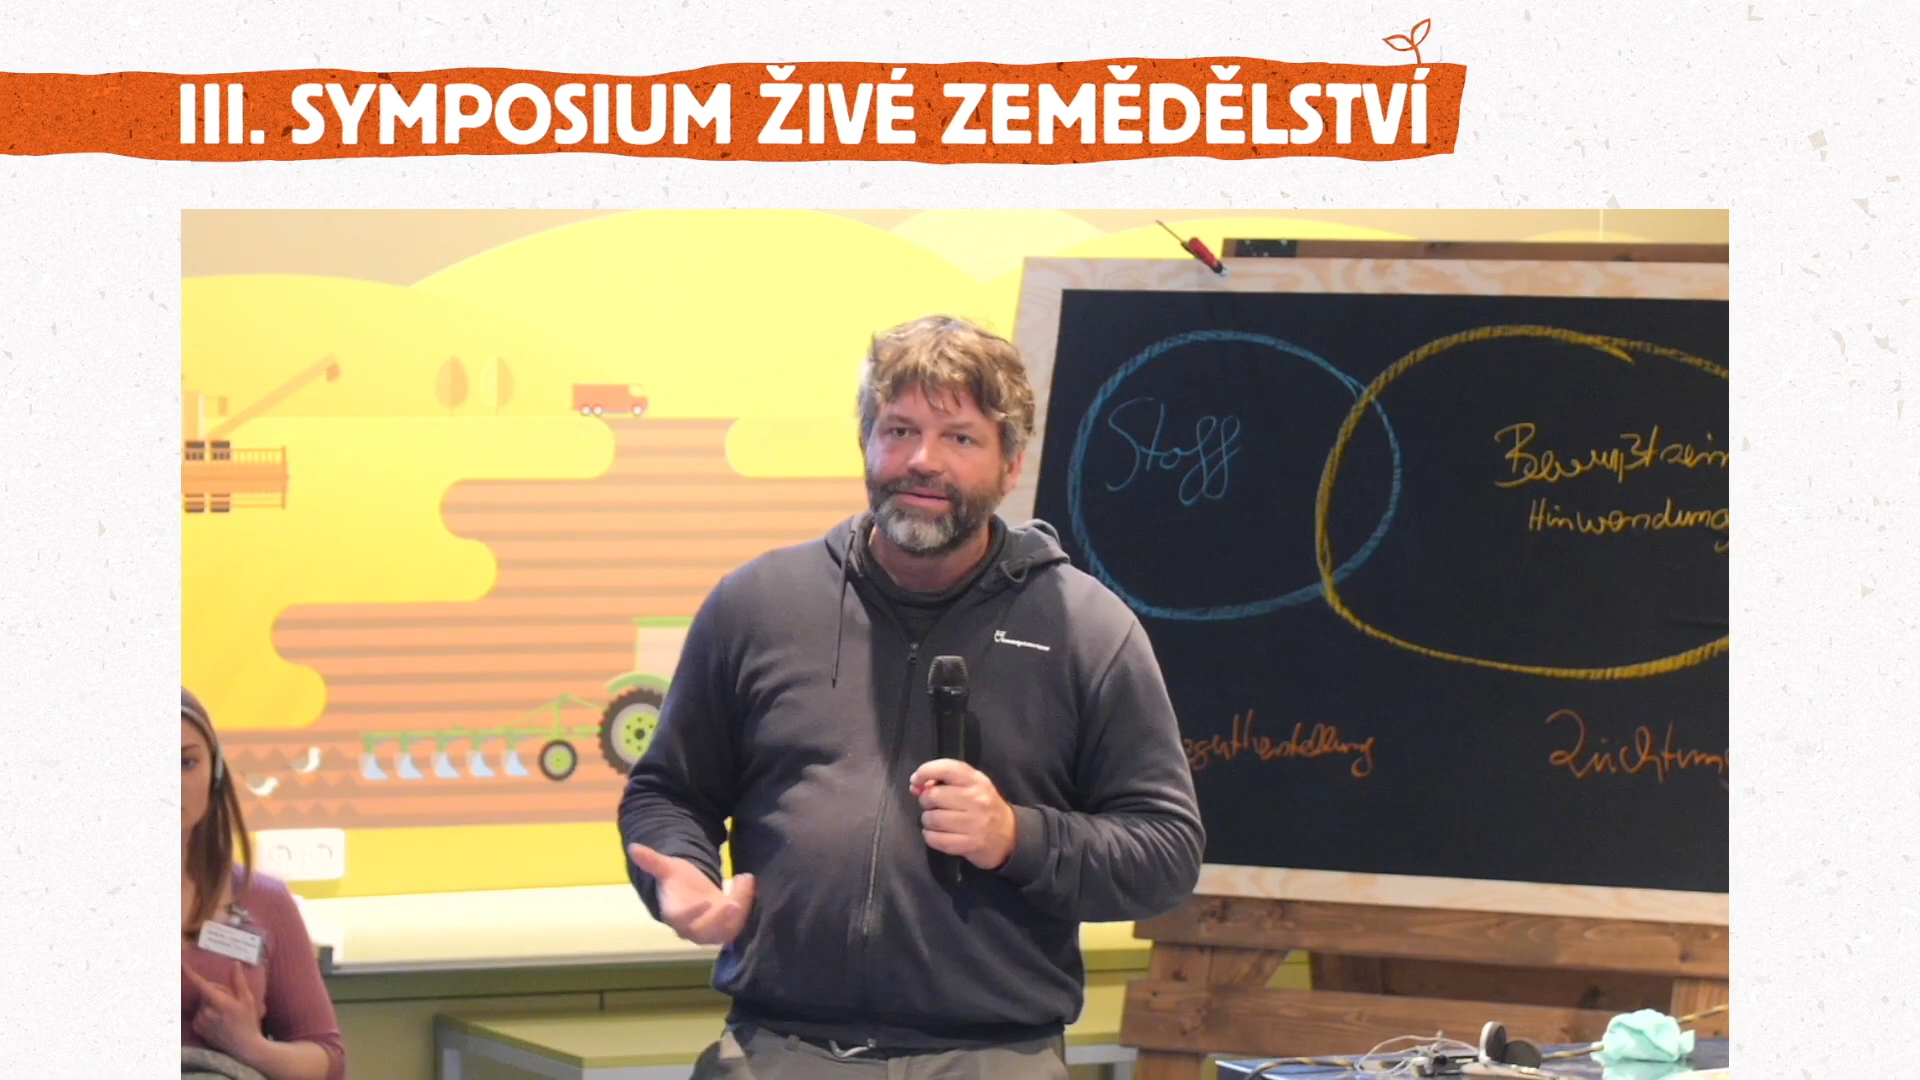 III. SYMPOSIUM ŽIVÉ ZEMĚDĚLSTVÍ
Stoff
Bewußtsein
Hinwendung
Züchtung